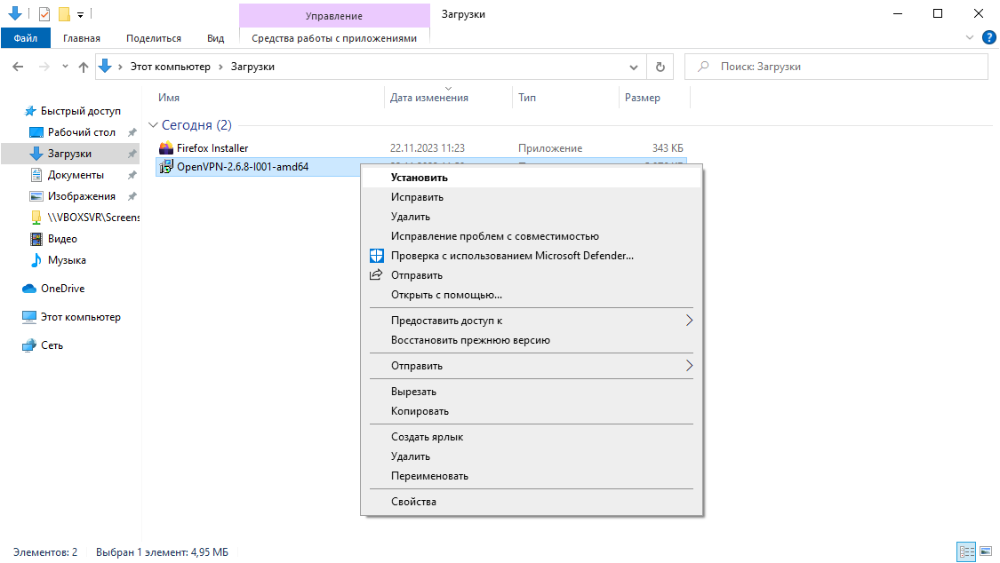 Управление
Загрузки
Файл
Главная
Поделиться
Вид
Средства работы с приложениями
Этот компьютер
Загрузки
Поиск: Загрузки
Имя
Дата изменения
Тип
Размер
Быстрый доступ
Рабочий стол
Загрузки
Документы
Изображения
\\VBOXSVR\Screens
Видео
Музыка
OneDrive
Этот компьютер
Сеть
Сегодня (2)
Firefox Installer 22.11.2023 11:23 Приложение 343 КБ
OpenVPN-2.6.8-I001-amd64
Установить
Исправить
Удалить
Исправление проблем с совместимостью
Проверка с использованием Microsoft Defender...
Отправить
Открыть с помощью...
Предоставить доступ к
Восстановить прежнюю версию
Отправить
Вырезать
Копировать
Создать ярлык
Удалить
Переименовать
Свойства
Элементов: 2 Выбран 1 элемент: 4,95 МБ